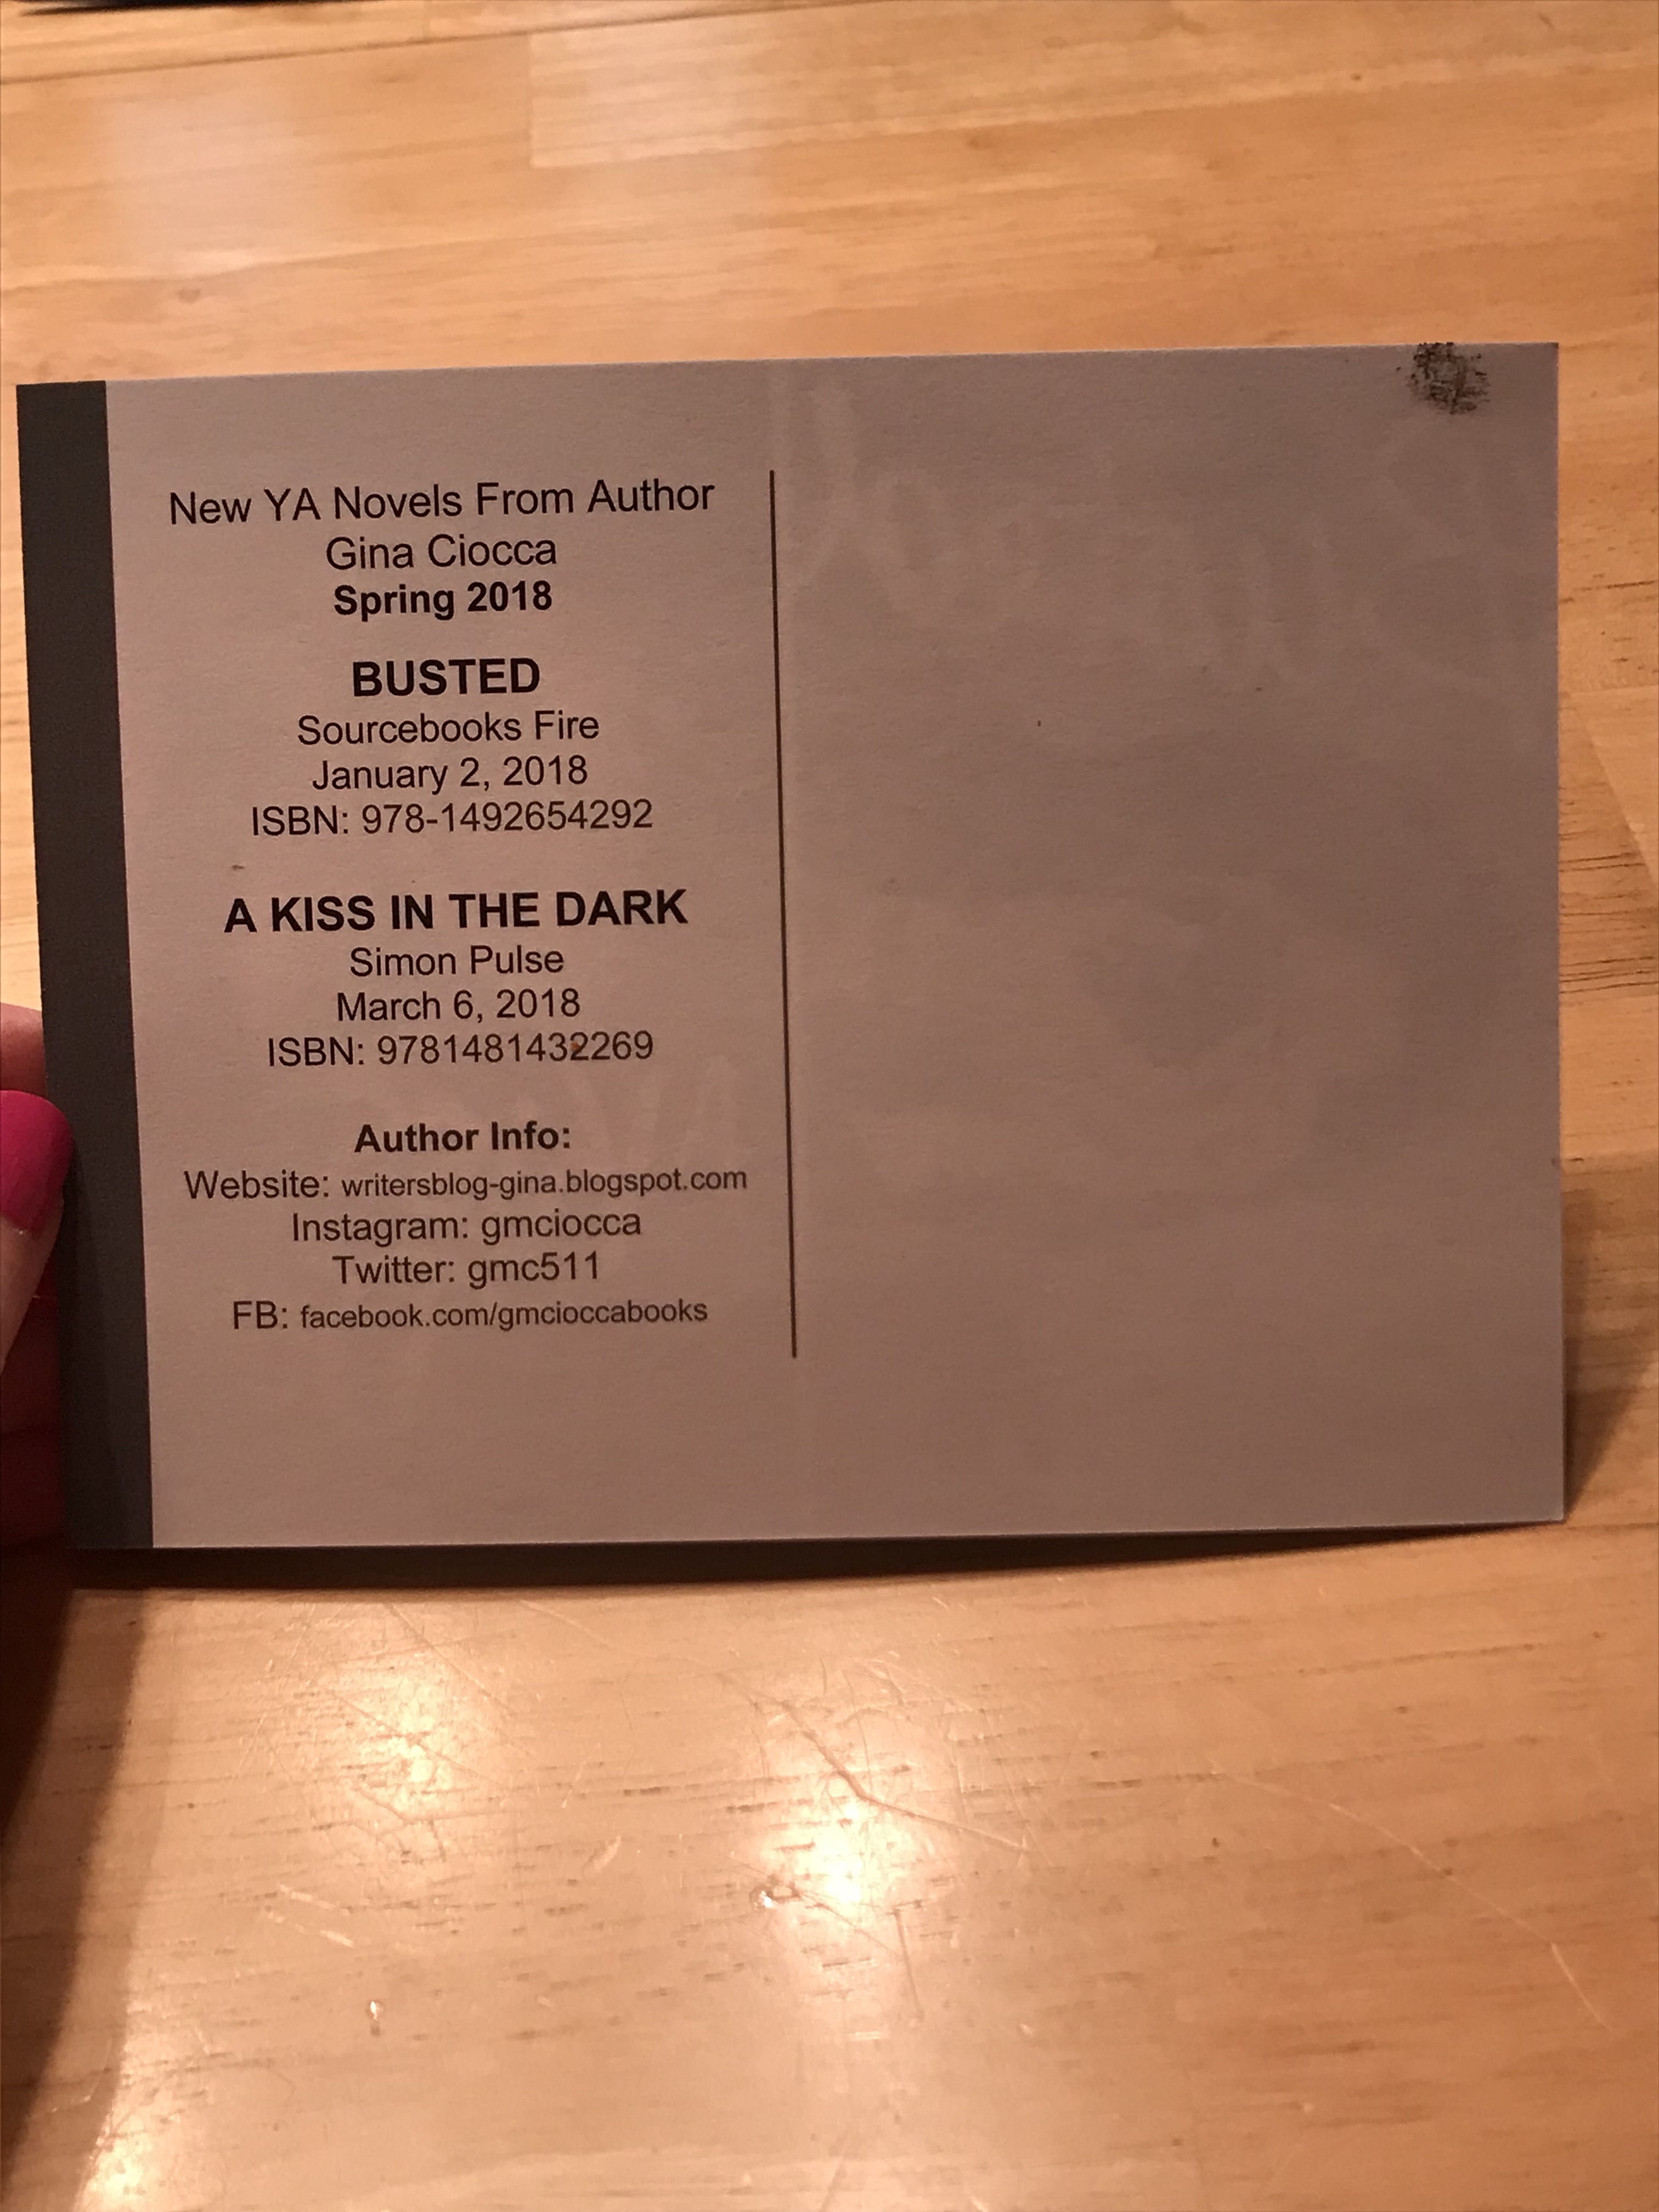 New YA Novels From Author
Gina Ciocca
Spring 2018
BUSTED
Sourcebooks Fire
January 2, 2018
ISBN: 978-1492654292
A KISS IN THE DARK
Simon Pulse
March 6, 2018
ISBN: 9781481432269
Author Info:
Website: writersblog-gina.blogspot.com
Instagram: gmciocca
Twitter: gmc511
FB: facebook.com/gmcioccabooks